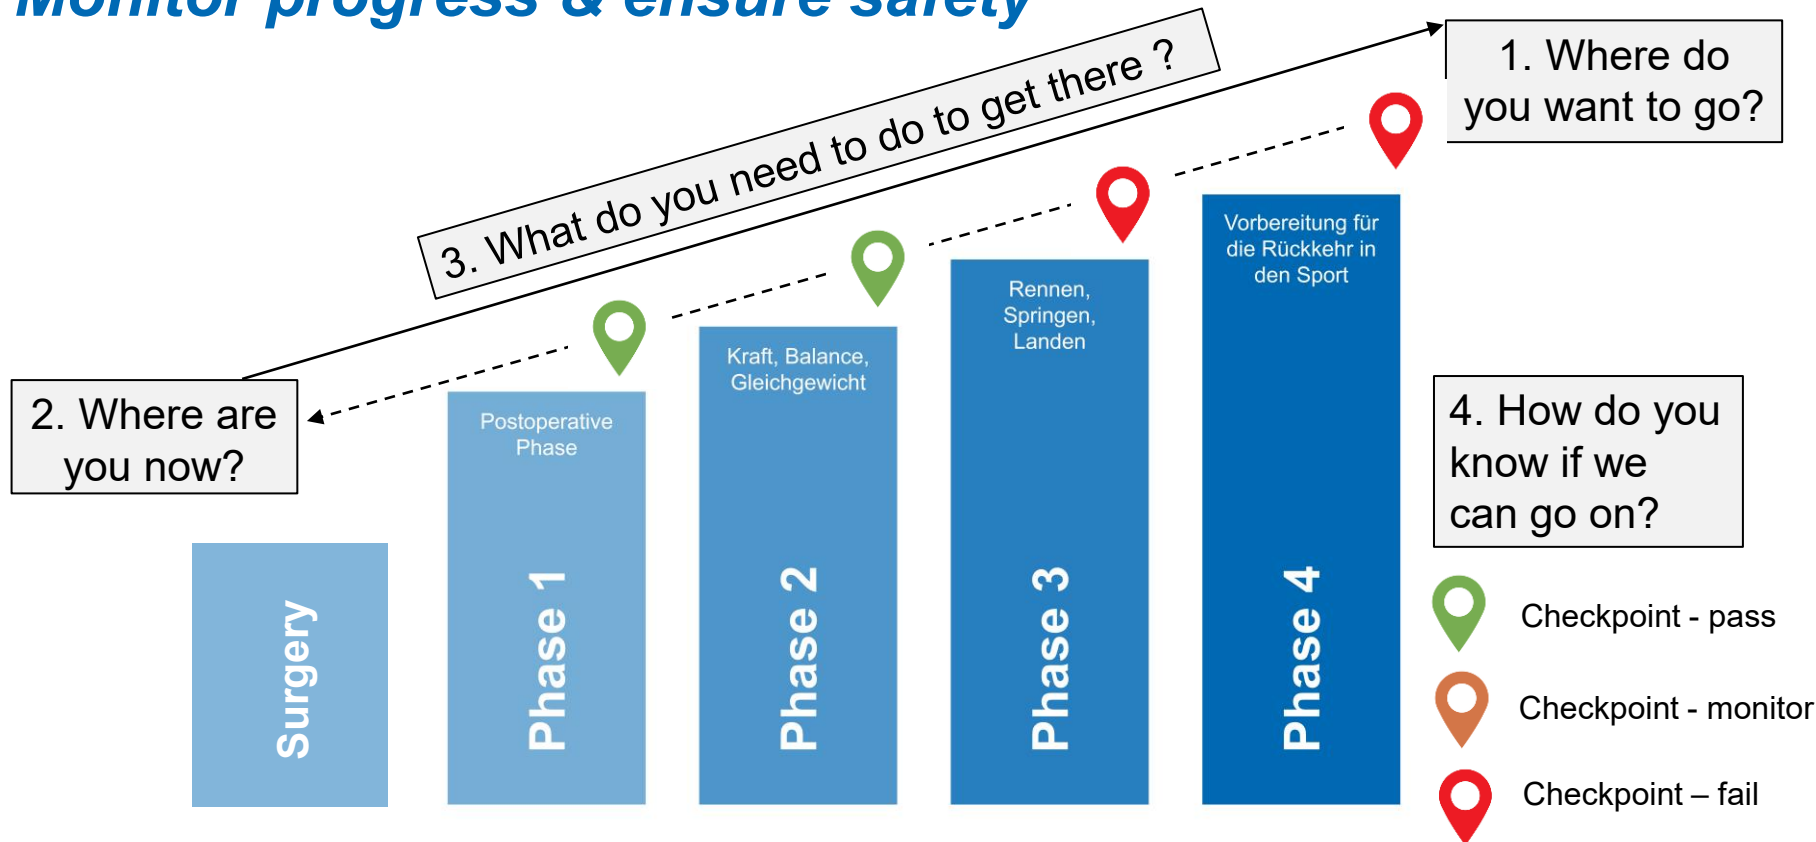 Monitor progress & ensure safety
3. What do you need to do to get there ?
1. Where do
you want to go?
2. Where are
you now?
Surgery
Postoperative
Phase
Phase 1
Kraft, Balance,
Gleichgewicht
Phase 2
Rennen,
Springen,
Landen
Phase 3
Vorbereitung für
die Rückkehr in
den Sport
Phase 4
4. How do you
know if we
can go on?
Checkpoint - pass
Checkpoint - monitor
Checkpoint – fail